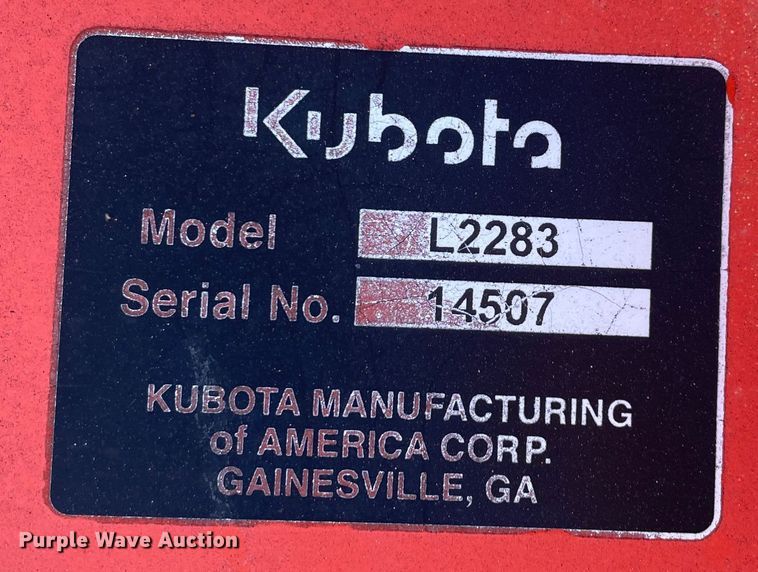 Kubota
Model L2283
Serial No. 14507
KUBOTA MANUFACTURING
of AMERICA CORP.
GAINESVILLE, GA
Purple Wave Auction